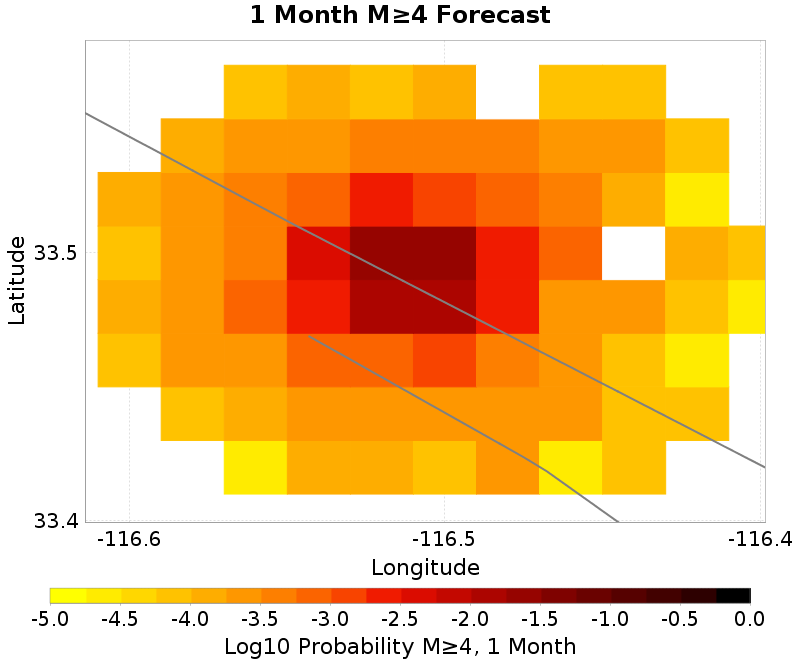 1 Month M≥4 Forecast
Latitude
33.5
33.4
-116.6 -116.5 -116.4
Longitude
-5.0 -4.5 -4.0 -3.5 -3.0 -2.5 -2.0 -1.5 -1.0 -0.5 0.0
Log10 Probability M≥4, 1 Month